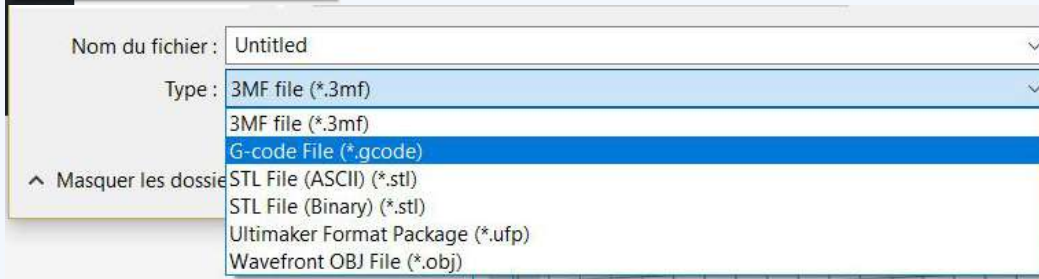 Nom du fichier : Untitled
Type : 3MF file (*.3mf)
3MF file (*.3mf)
G-code File (*.gcode)
Masquer les dossie STL File (ASCII) (*.stl)
STL File (Binary) (*.stl)
Ultimaker Format Package (*.ufp)
Wavefront OBJ File (*.obj)